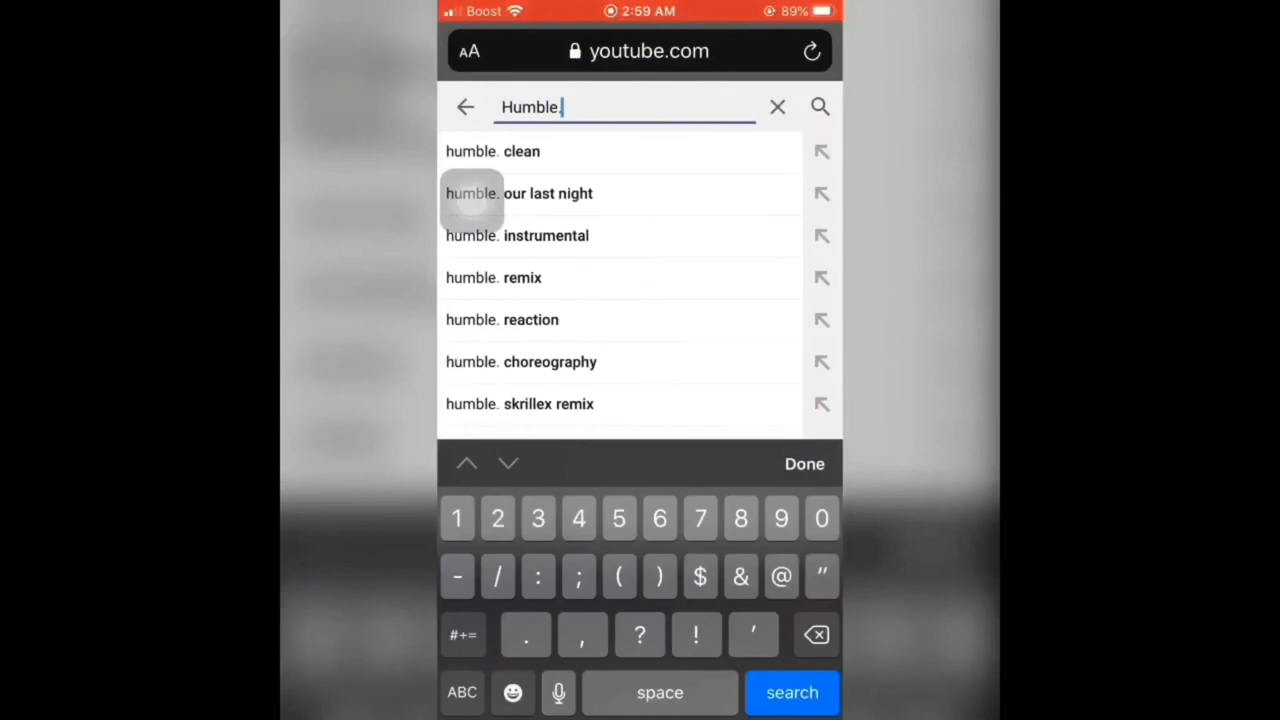 Boost 2:59 AM 89%
AA youtube.com
Humble.
humble. clean
humble. our last night
humble. instrumental
humble. remix
humble. reaction
humble. choreography
humble. skrillex remix
Done
1 2 3 4 5 6 7 8 9 0
- / : ; ( ) $ & @ "
#+= . , ? ! '
ABC space search